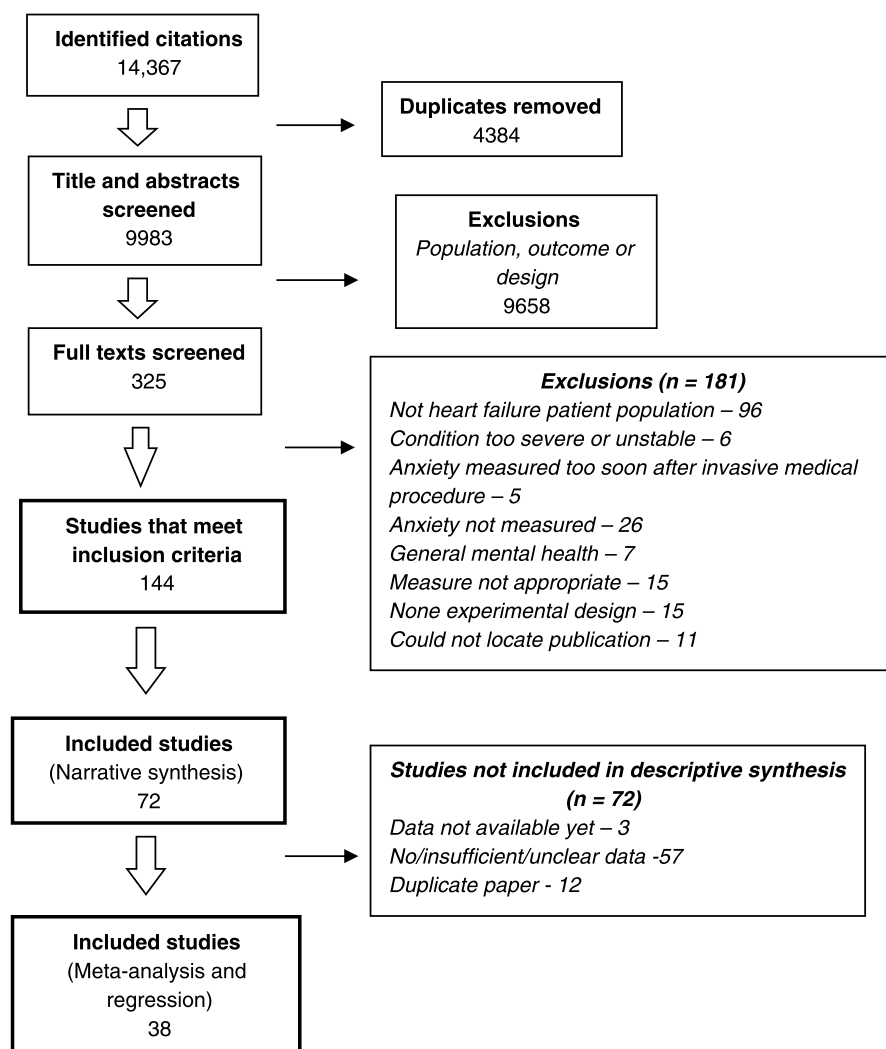 Identified citations
14,367
Duplicates removed
4384
Title and abstracts
screened
9983
Exclusions
Population, outcome or
design
9658
Full texts screened
325
Exclusions (n = 181)
Not heart failure patient population – 96
Condition too severe or unstable – 6
Anxiety measured too soon after invasive medical
procedure – 5
Anxiety not measured – 26
General mental health – 7
Measure not appropriate – 15
None experimental design – 15
Could not locate publication – 11
Studies that meet
inclusion criteria
144
Included studies
(Narrative synthesis)
72
Studies not included in descriptive synthesis
(n = 72)
Data not available yet – 3
No/insufficient/unclear data -57
Duplicate paper - 12
Included studies
(Meta-analysis and
regression)
38